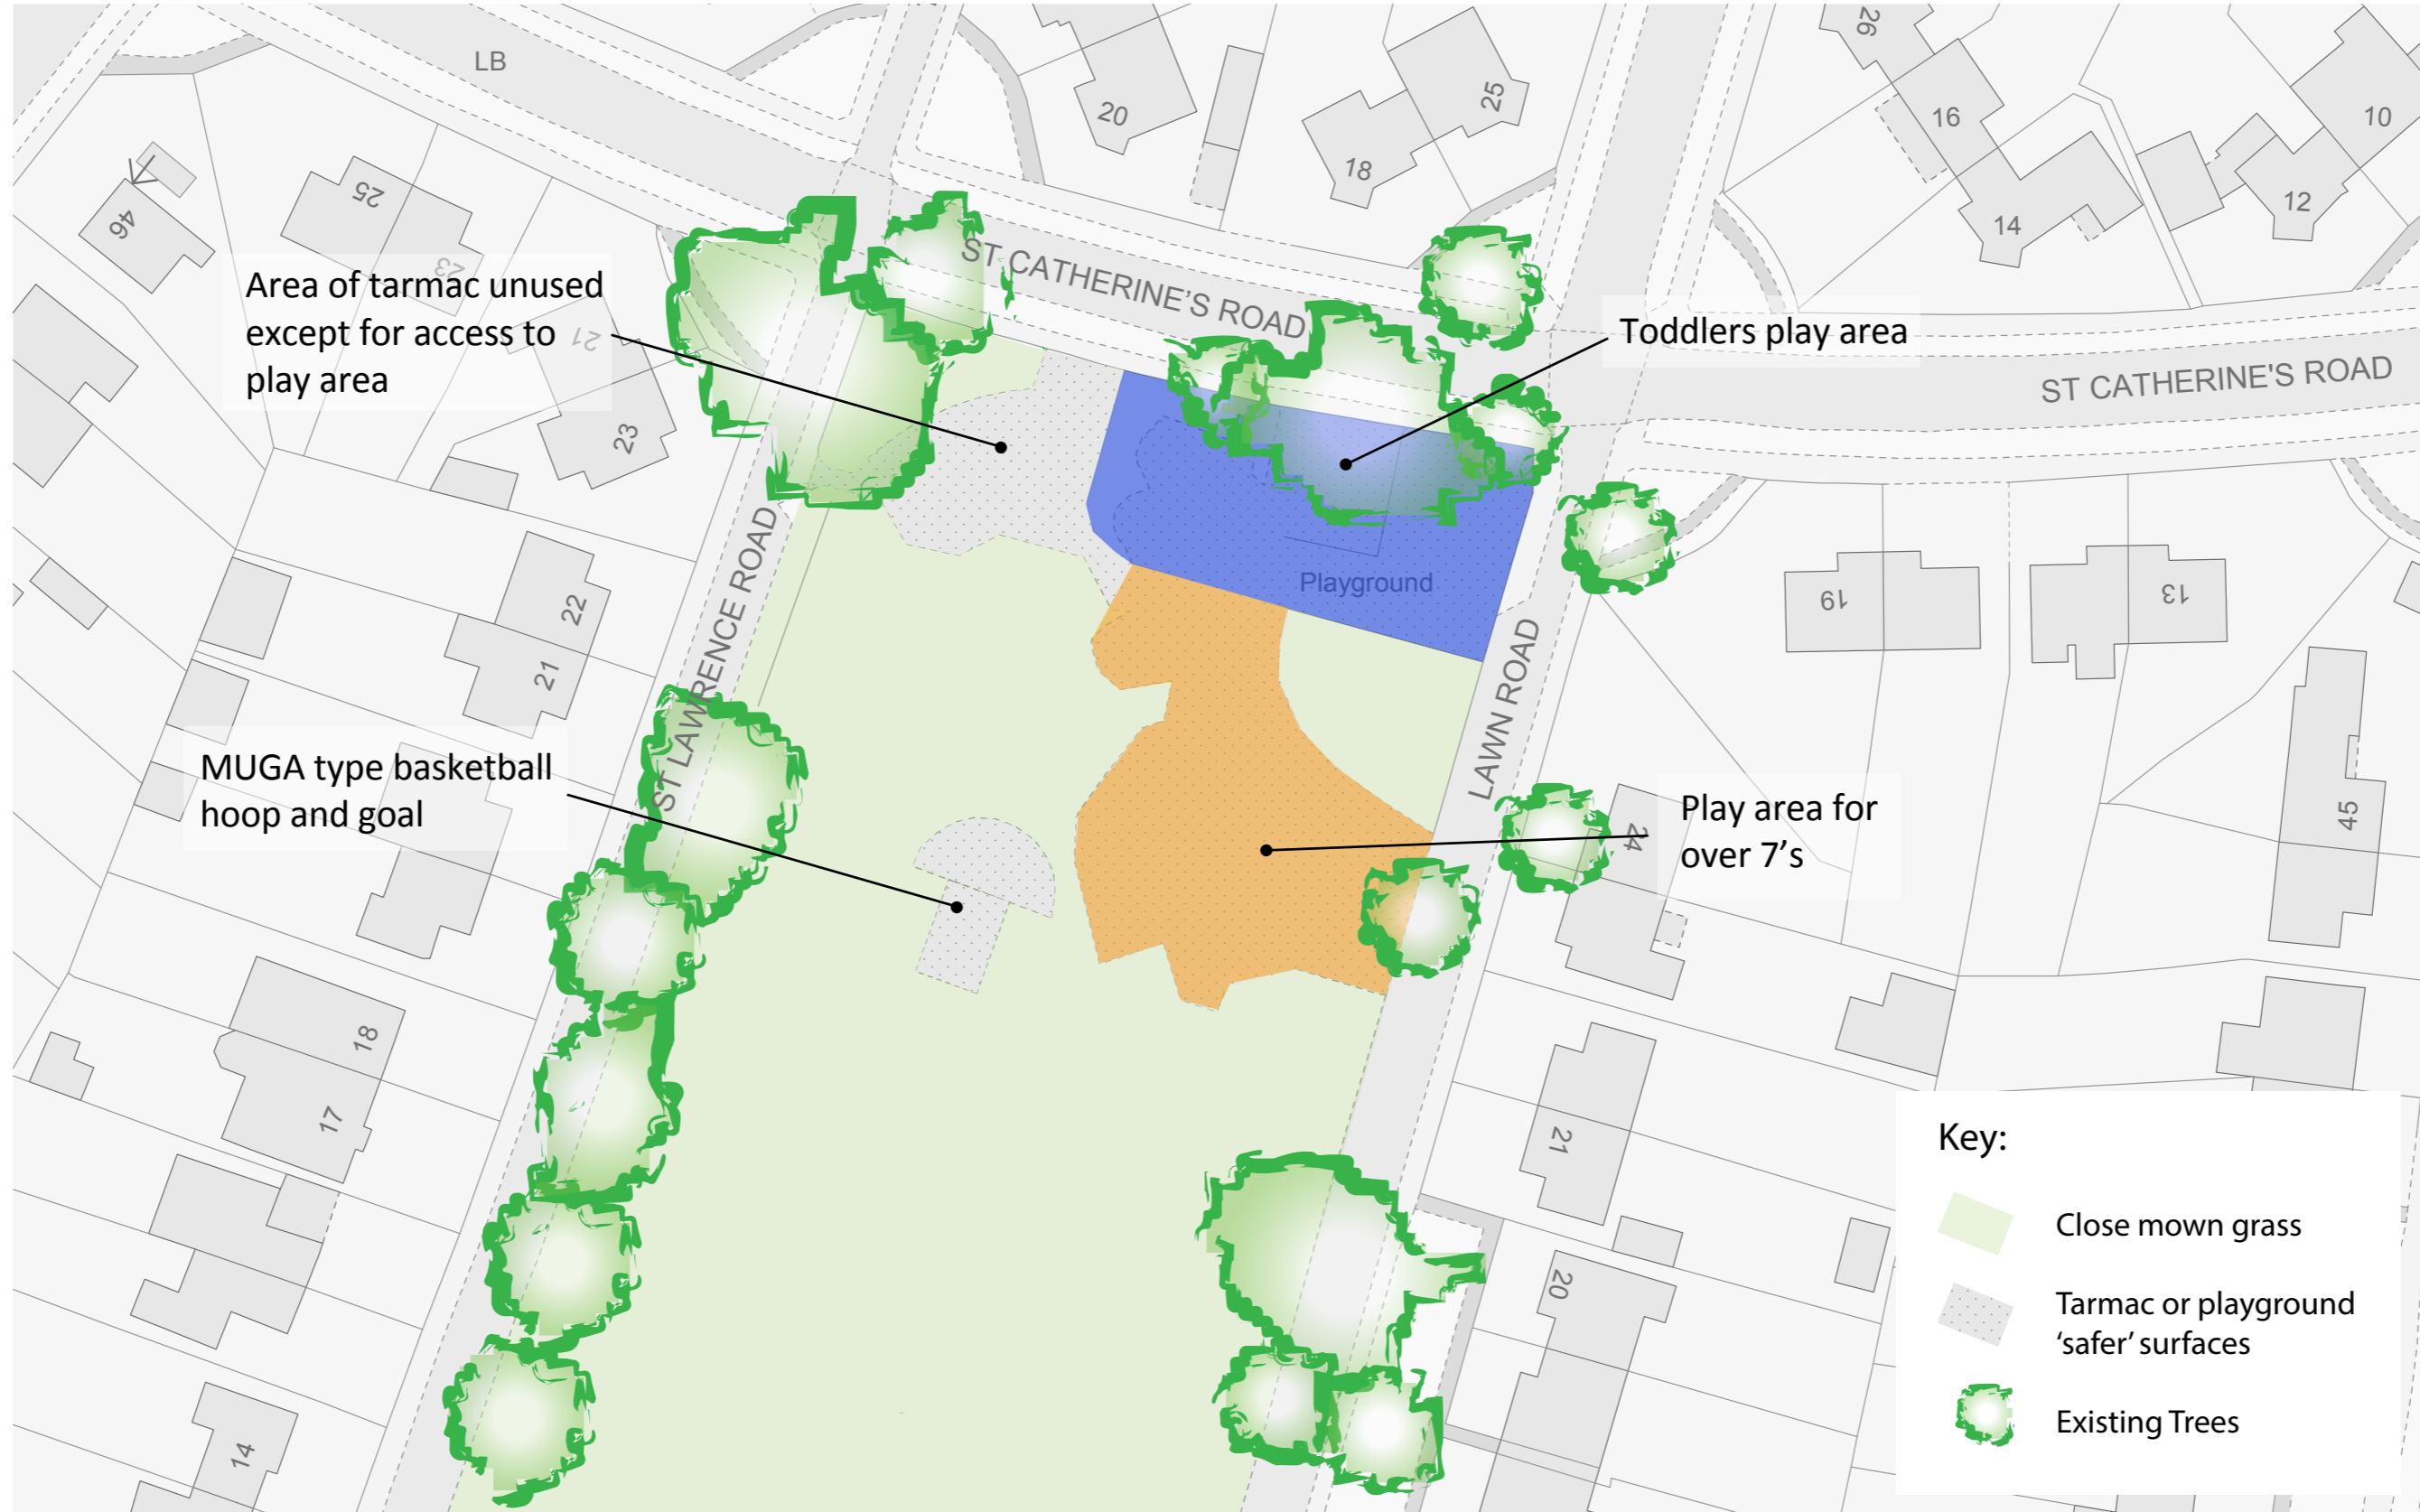 LB
20
25
18
26
16
14
10
12
46
25
23
21
23
Area of tarmac unused
except for access to
play area
ST CATHERINE'S ROAD
Toddlers play area
ST CATHERINE'S ROAD
Playground
ST LAWRENCE ROAD
LAWN ROAD
22
21
19
13
45
MUGA type basketball
hoop and goal
Play area for
over 7’s
24
18
17
14
21
20
Key:
Close mown grass
Tarmac or playground
‘safer’ surfaces
Existing Trees